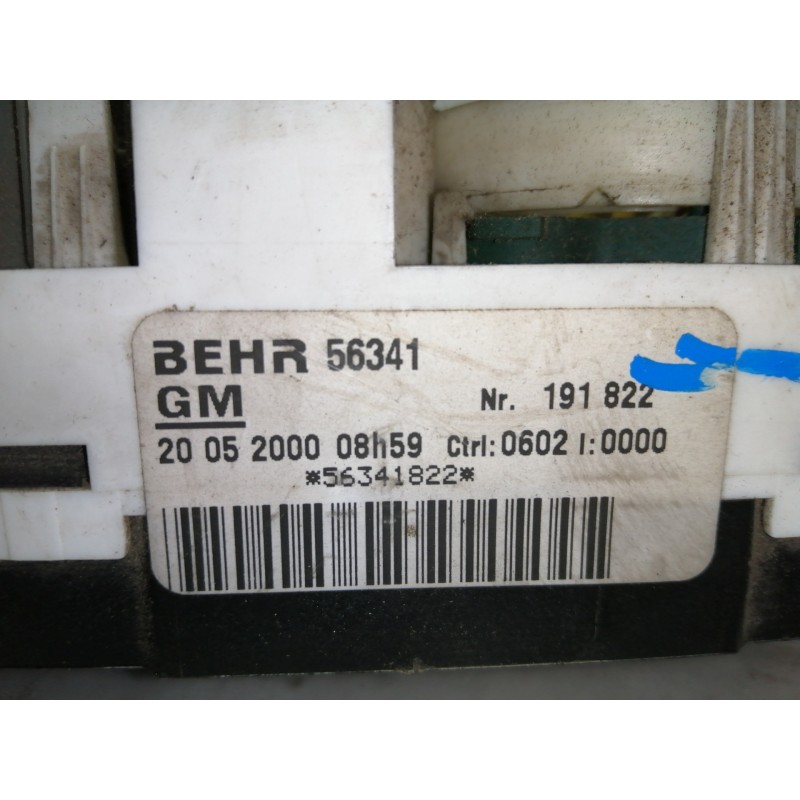 BEHR 56341
GM Nr. 191 822
20 05 2000 08h59 Ctrl: 0602 I: 0000
*56341822*